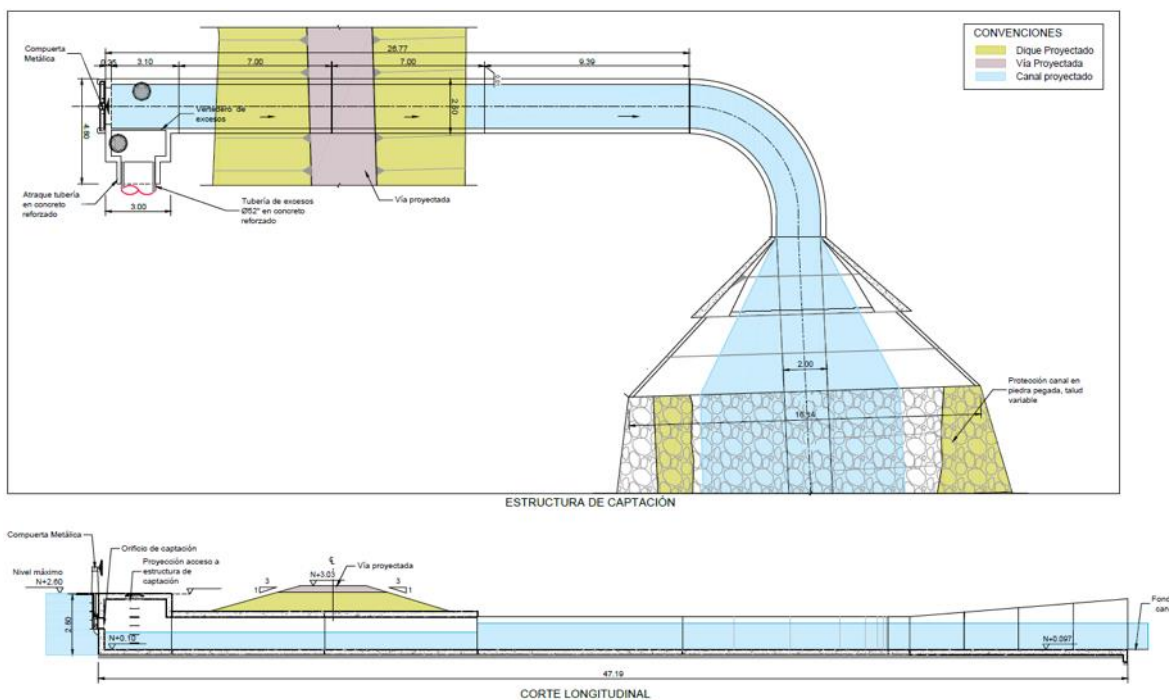 CONVENCIONES
Dique Proyectado
Vía Proyectada
Canal proyectado
Compuerta
Metálica
26.77
0.35
3.10
7.00
7.00
9.39
2.50
4.80
Vertedero de
excesos
Atraque tubería
en concreto
reforzado
3.00
Tubería de excesos
Ø52" en concreto
reforzado
Vía proyectada
2.00
Protección canal en
piedra pegada, talud
variable
ESTRUCTURA DE CAPTACIÓN
Compuerta Metálica
Orificio de captación
Proyección acceso a
estructura de
captación
Nivel máximo
N+2.60
3
1
N+3.03
Vía proyectada
3
1
2.60
N+0.10
N+0.097
Fond
can
47.19
CORTE LONGITUDINAL